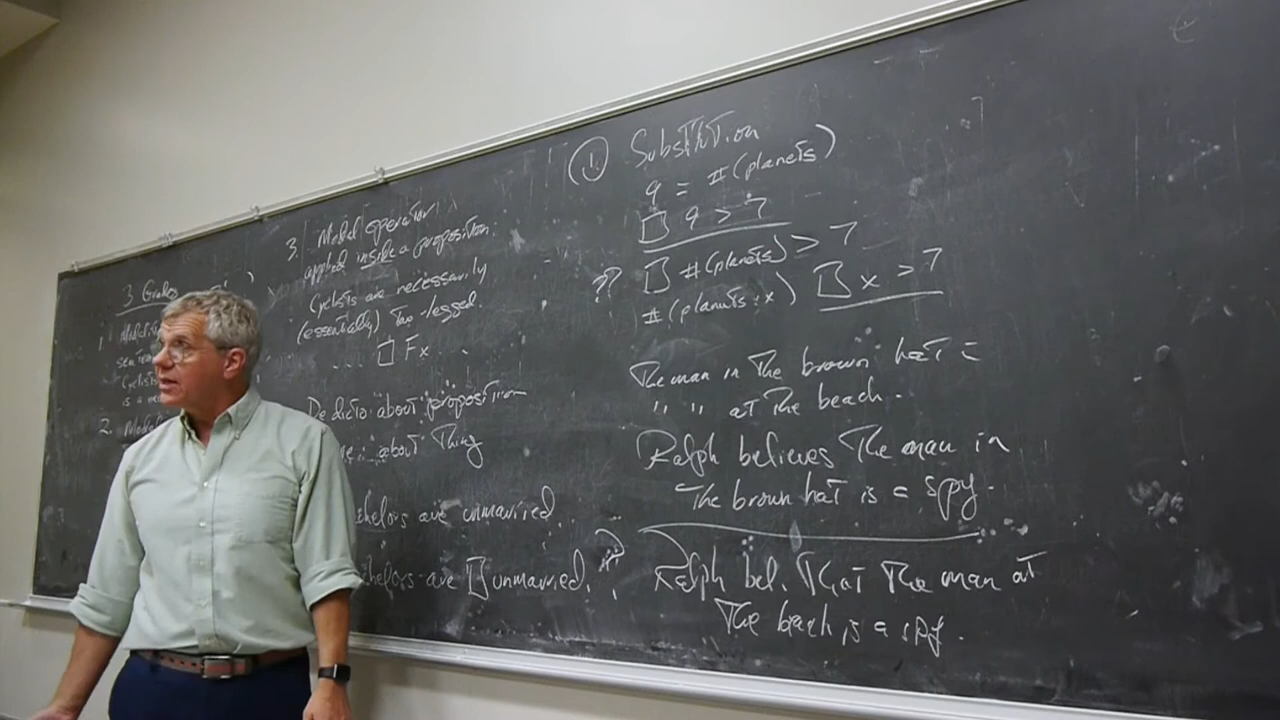 3 Grades
1.
2.
3. Modal operator
applied inside a proposition.
Cyclists are necessarily
(essentially) Two-legged.
... □ Fx ...
De dicto: about proposition
: about Thing
chelors are unmarried.
chelors are □ unmarried. ?
① Substitution
9 = #(planets)
□ 9 > 7
?? □ #(planets) > 7
#(planets: x) □ x > 7
The man in The brown hat =
" " at The beach.
Ralph believes The man in
The brown hat is a spy.
Ralph bel. That The man at
The beach is a spy.